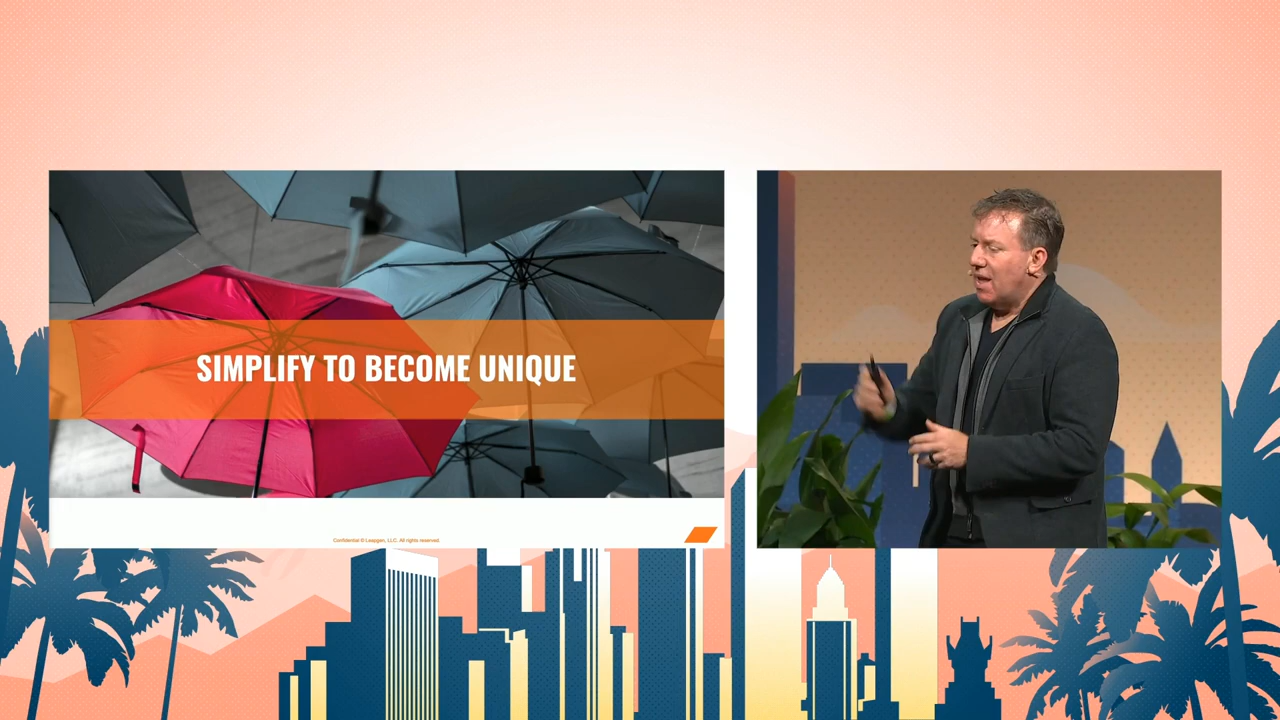 SIMPLIFY TO BECOME UNIQUE
Confidential © Leapgen, LLC. All rights reserved.